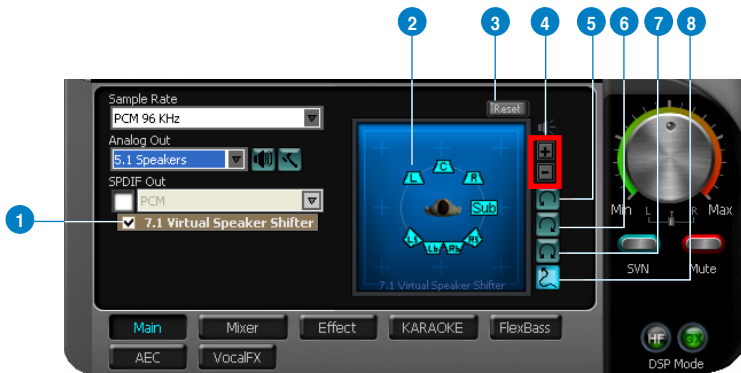 1 2 3 4 5 6 7 8
Sample Rate
PCM 96 KHz
Analog Out
5.1 Speakers
SPDIF Out
PCM
7.1 Virtual Speaker Shifter
Reset
L C R
Sub
Ls Lb Rb Rs
7.1 Virtual Speaker Shifter
Min L R Max
SVN Mute
HF GX
DSP Mode
Main Mixer Effect KARAOKE FlexBass
AEC VocalFX